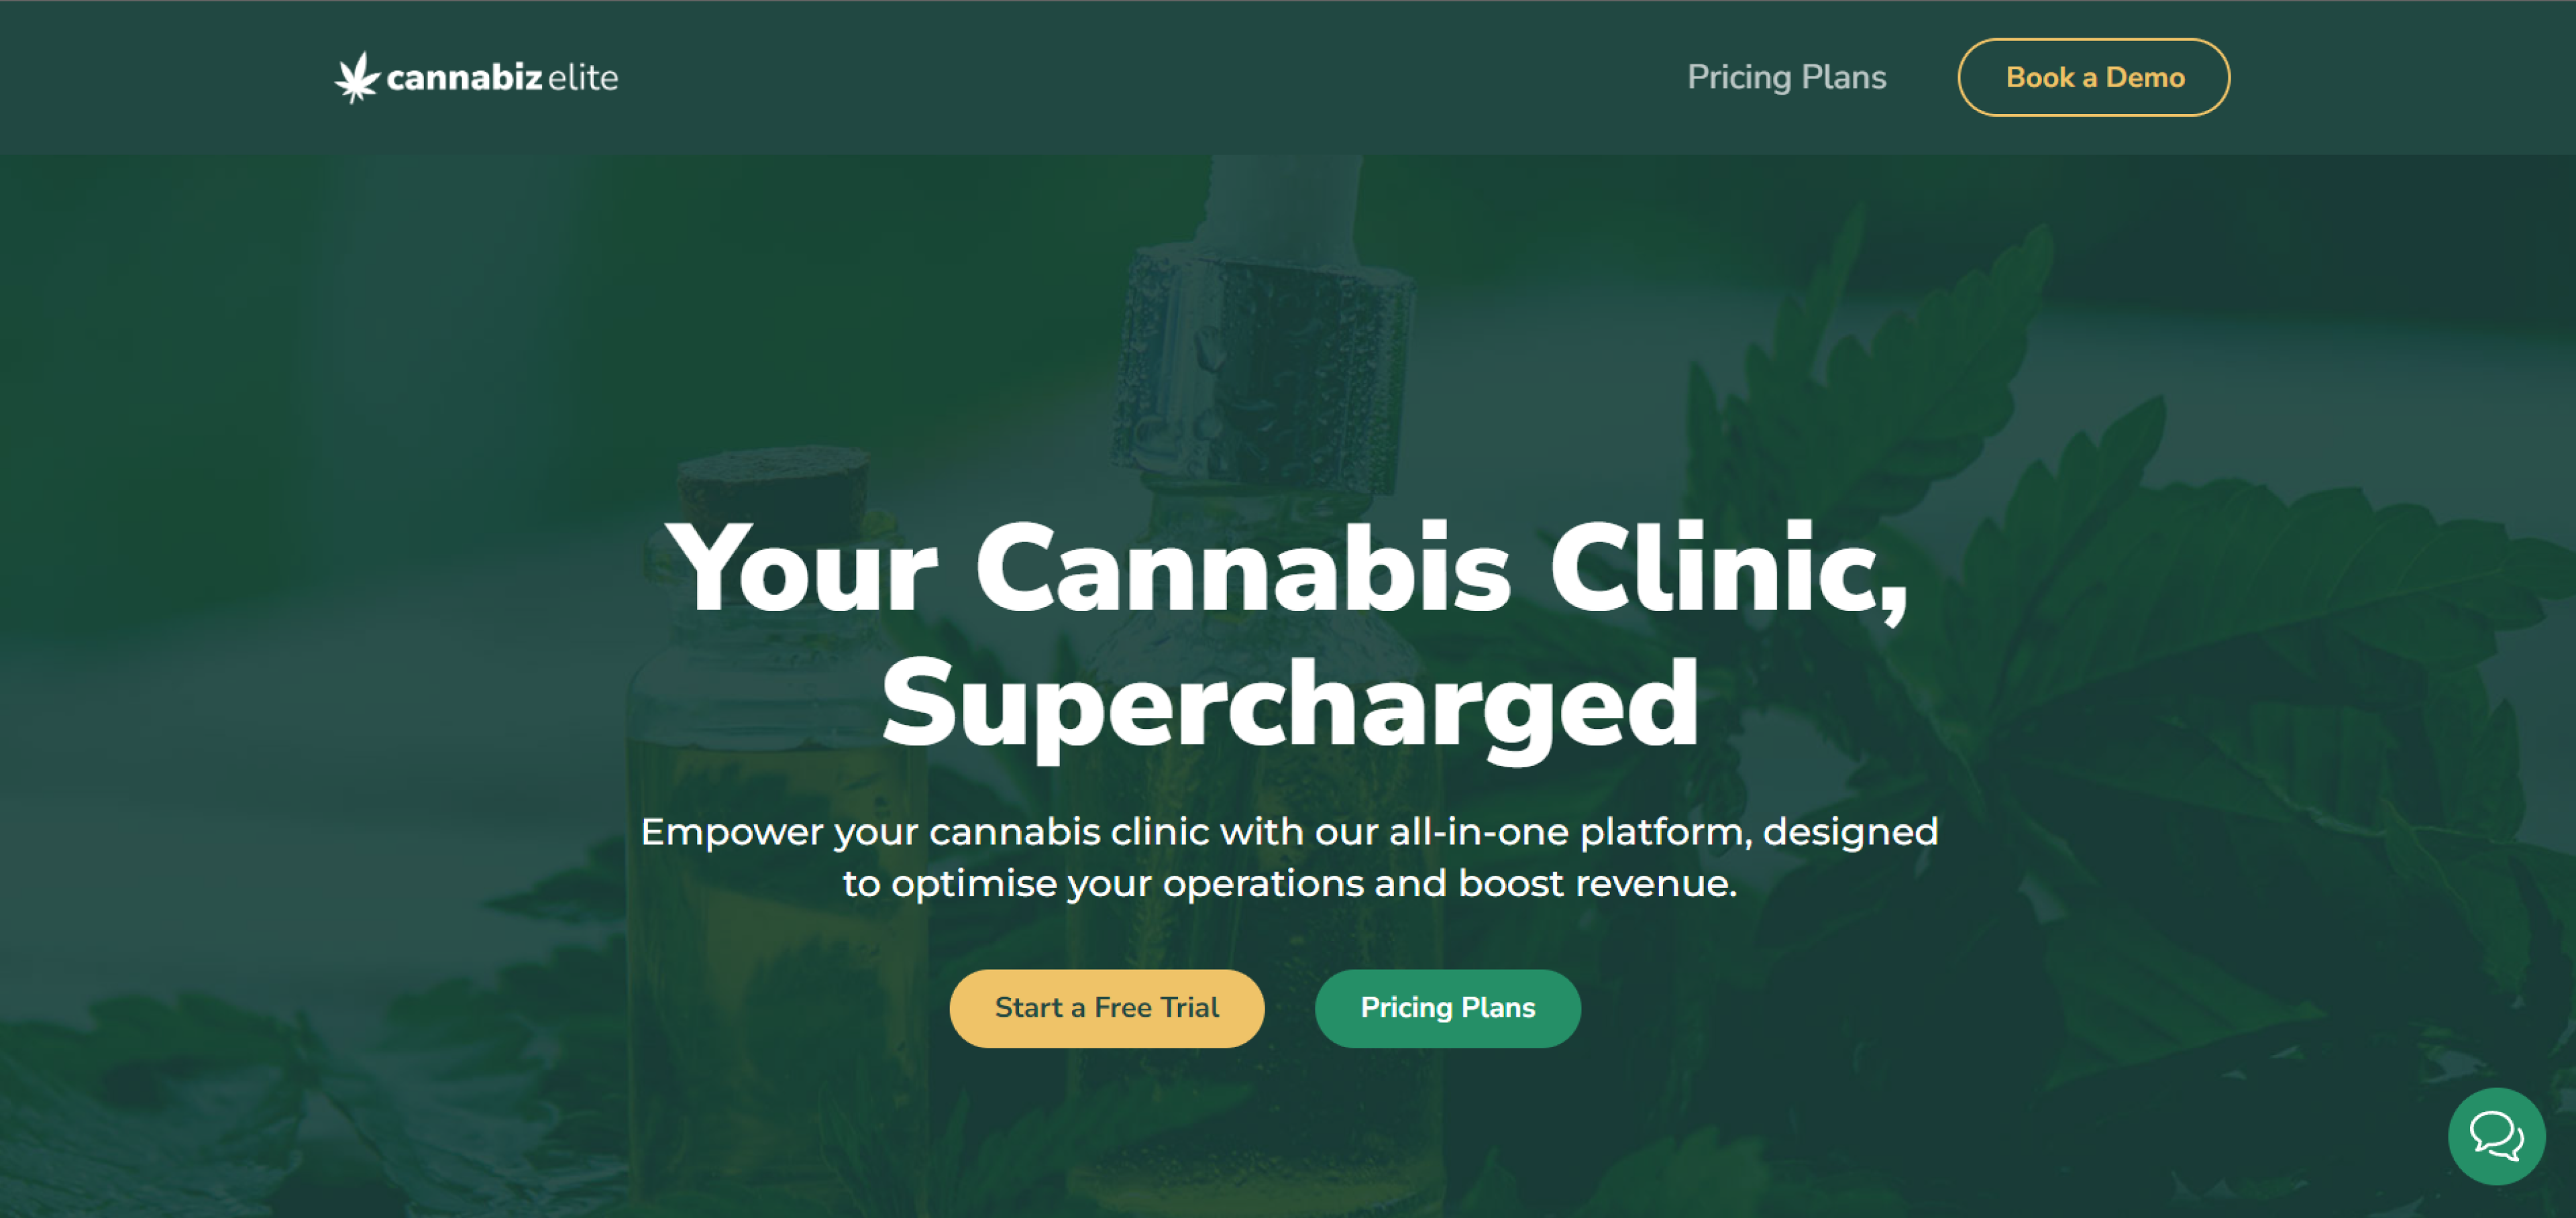 cannabiz elite
Pricing Plans
Book a Demo
Your Cannabis Clinic,
Supercharged
Empower your cannabis clinic with our all-in-one platform, designed
to optimise your operations and boost revenue.
Start a Free Trial
Pricing Plans